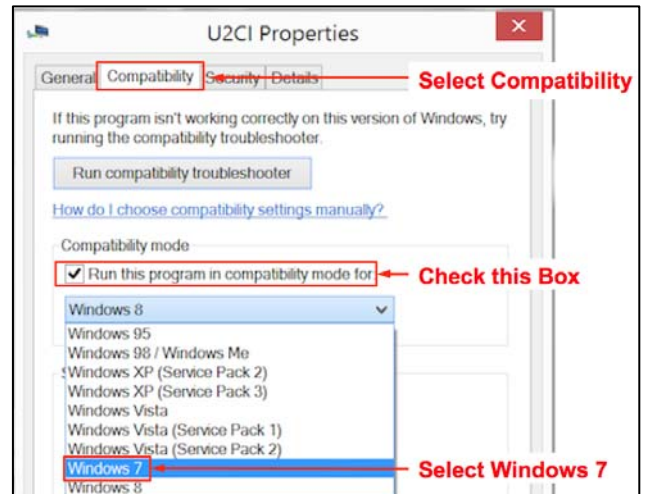 U2CI Properties
General Compatibility Security Details
Select Compatibility
If this program isn't working correctly on this version of Windows, try
running the compatibility troubleshooter.
Run compatibility troubleshooter
How do I choose compatibility settings manually?
Compatibility mode
Run this program in compatibility mode for
Check this Box
Windows 8
Windows 95
Windows 98 / Windows Me
Windows XP (Service Pack 2)
Windows XP (Service Pack 3)
Windows Vista
Windows Vista (Service Pack 1)
Windows Vista (Service Pack 2)
Windows 7
Select Windows 7
Windows 8